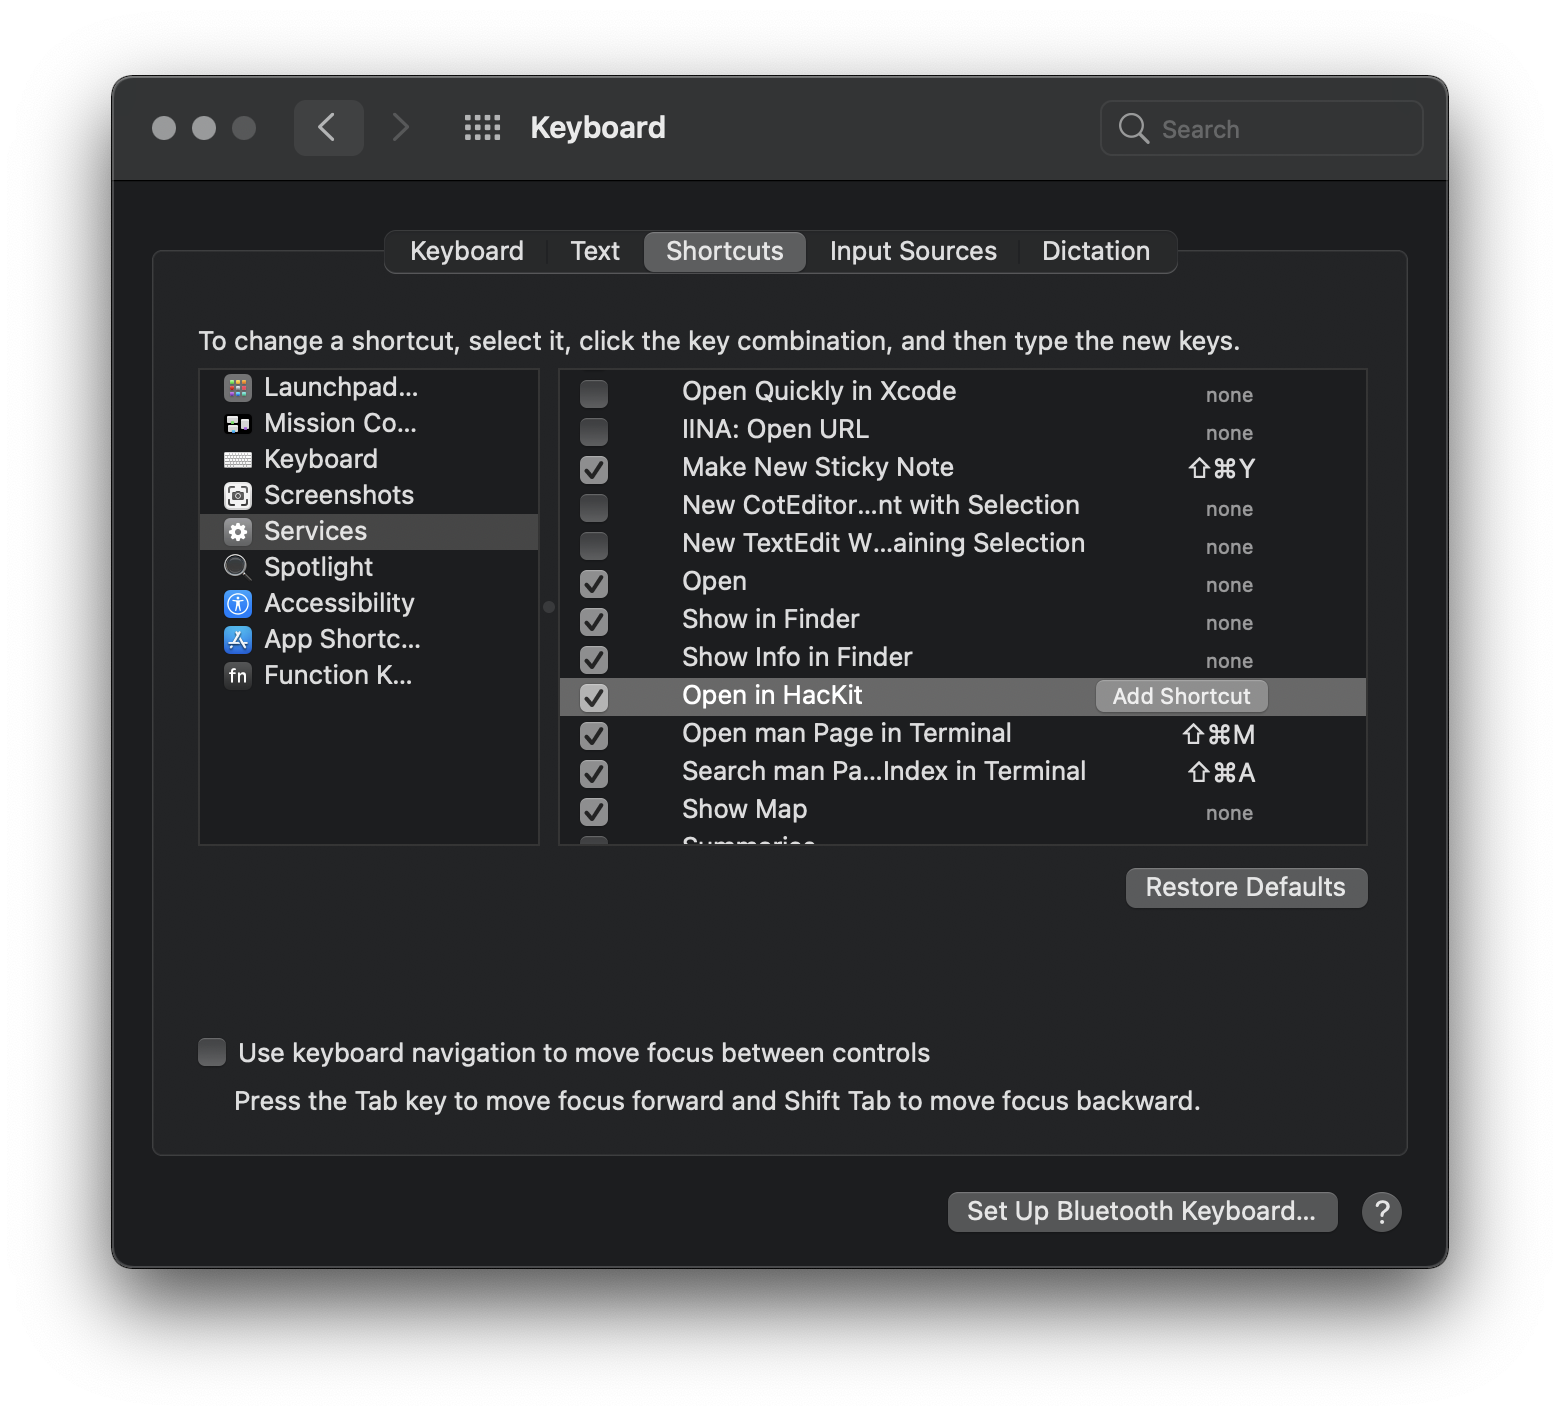 Keyboard
Search
Keyboard Text Shortcuts Input Sources Dictation
To change a shortcut, select it, click the key combination, and then type the new keys.
Launchpad...
Mission Co...
Keyboard
Screenshots
Services
Spotlight
Accessibility
App Shortc...
fn Function K...
Open Quickly in Xcode none
IINA: Open URL none
Make New Sticky Note ⇧⌘Y
New CotEditor...nt with Selection none
New TextEdit W...aining Selection none
Open none
Show in Finder none
Show Info in Finder none
Open in HacKit Add Shortcut
Open man Page in Terminal ⇧⌘M
Search man Pa...Index in Terminal ⇧⌘A
Show Map none
Restore Defaults
Use keyboard navigation to move focus between controls
Press the Tab key to move focus forward and Shift Tab to move focus backward.
Set Up Bluetooth Keyboard... ?